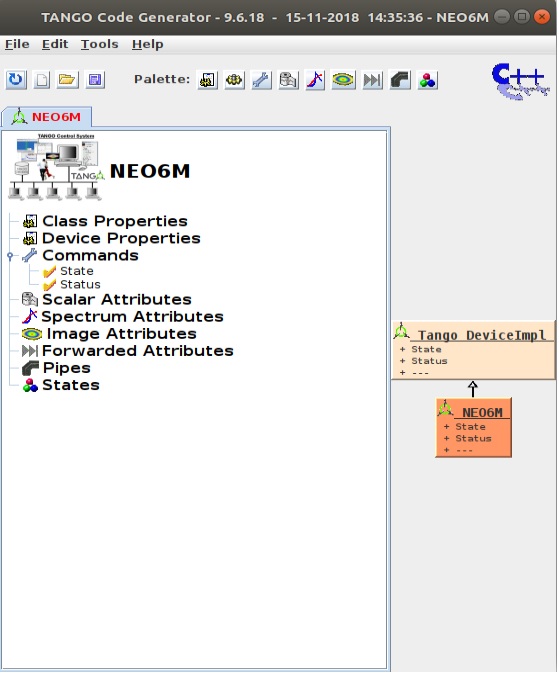 TANGO Code Generator - 9.6.18 - 15-11-2018 14:35:36 - NEO6M
File Edit Tools Help
Palette:
C++
NEO6M
TANGO Control System
TANGO
NEO6M
Class Properties
Device Properties
Commands
State
Status
Scalar Attributes
Spectrum Attributes
Image Attributes
Forwarded Attributes
Pipes
States
Tango DeviceImpl
+ State
+ Status
+ ---
NEO6M
+ State
+ Status
+ ---